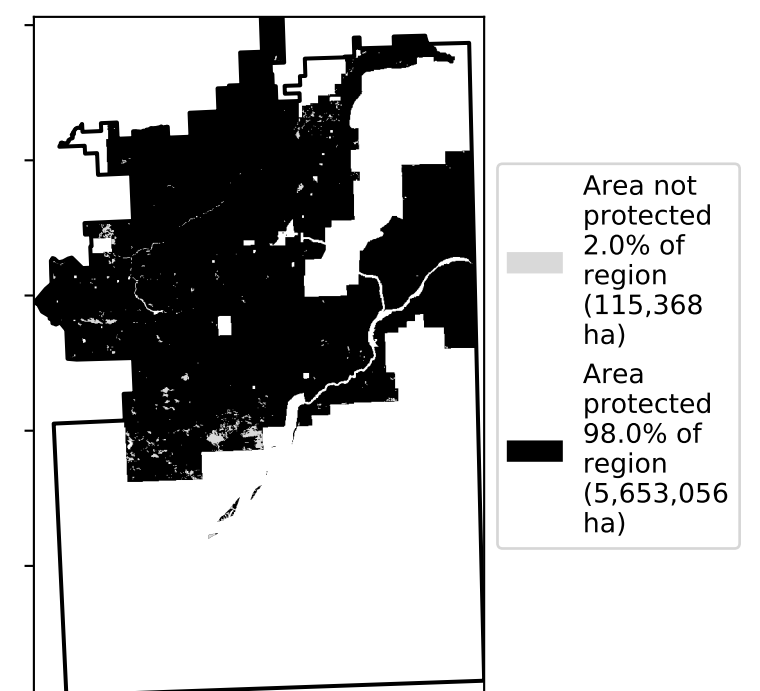 Area not
protected
2.0% of
region
(115,368
ha)
Area
protected
98.0% of
region
(5,653,056
ha)